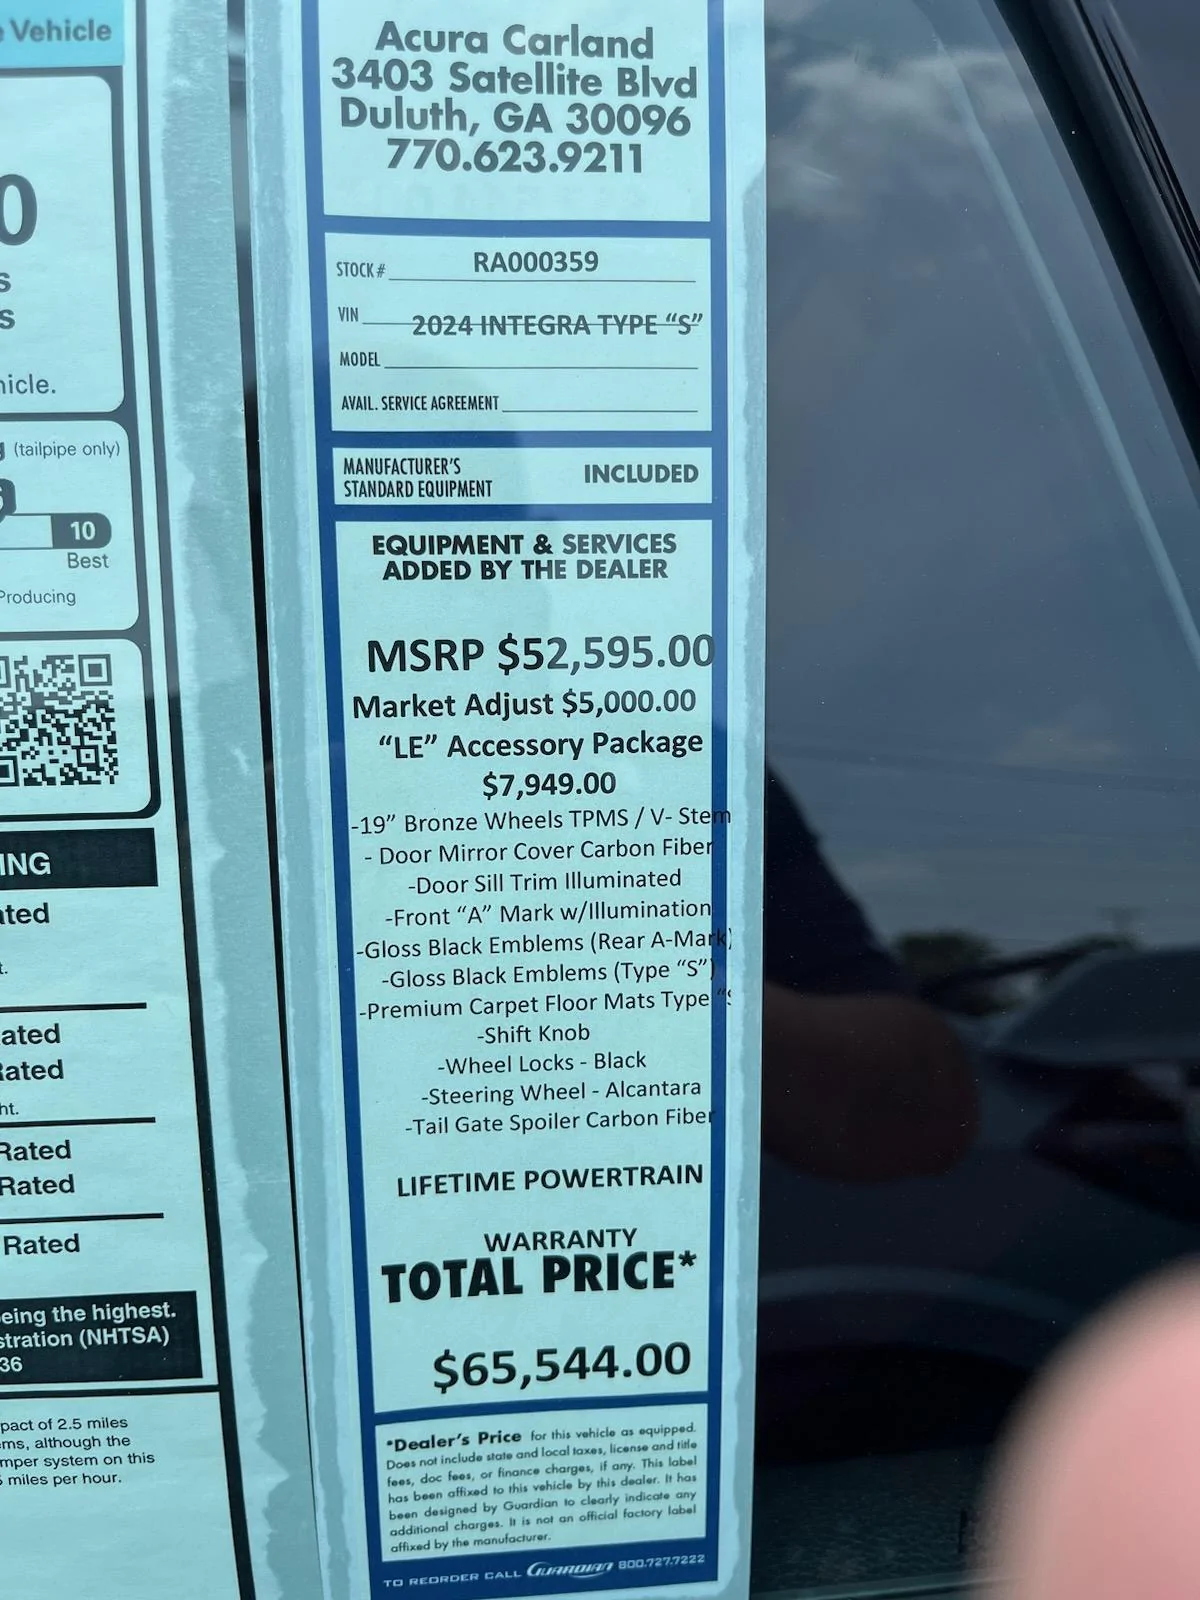 Vehicle
0
s
s
hicle.
(tailpipe only)
10
Best
Producing
ING
ated
t.
ated
Rated
ht.
Rated
Rated
Rated
eing the highest.
stration (NHTSA)
36
pact of 2.5 miles
ms, although the
mper system on this
miles per hour.
Acura Carland
3403 Satellite Blvd
Duluth, GA 30096
770.623.9211
STOCK # RA000359
VIN 2024 INTEGRA TYPE “S”
MODEL
AVAIL. SERVICE AGREEMENT
MANUFACTURER'S
STANDARD EQUIPMENT
INCLUDED
EQUIPMENT & SERVICES
ADDED BY THE DEALER
MSRP $52,595.00
Market Adjust $5,000.00
“LE” Accessory Package
$7,949.00
-19” Bronze Wheels TPMS / V- Stem
- Door Mirror Cover Carbon Fiber
-Door Sill Trim Illuminated
-Front “A” Mark w/Illumination
-Gloss Black Emblems (Rear A-Mark)
-Gloss Black Emblems (Type “S”)
-Premium Carpet Floor Mats Type “S
-Shift Knob
-Wheel Locks - Black
-Steering Wheel - Alcantara
-Tail Gate Spoiler Carbon Fiber
LIFETIME POWERTRAIN
WARRANTY
TOTAL PRICE*
$65,544.00
*Dealer's Price for this vehicle as equipped.
Does not include state and local taxes, license and title
fees, doc fees, or finance charges, if any. This label
has been affixed to this vehicle by this dealer. It has
been designed by Guardian to clearly indicate any
additional charges. It is not an official factory label
affixed by the manufacturer.
TO REORDER CALL GUARDIAN 800.727.7222